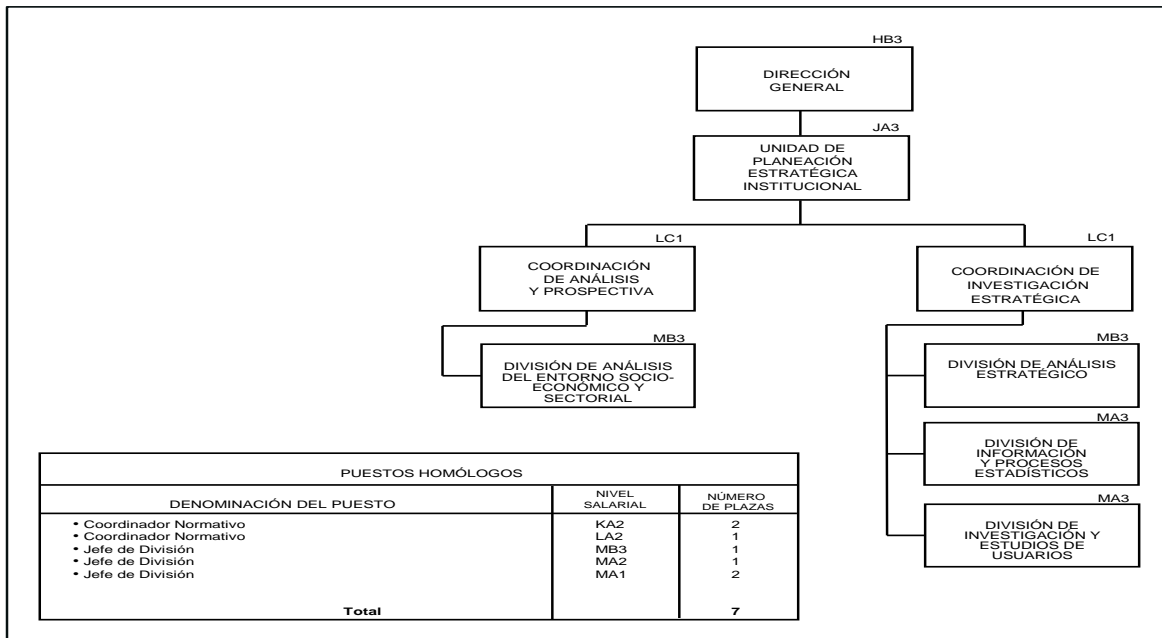 HB3
DIRECCIÓN
GENERAL
JA3
UNIDAD DE
PLANEACIÓN
ESTRATÉGICA
INSTITUCIONAL
LC1
COORDINACIÓN
DE ANÁLISIS
Y PROSPECTIVA
LC1
COORDINACIÓN DE
INVESTIGACIÓN
ESTRATÉGICA
MB3
DIVISIÓN DE ANÁLISIS
DEL ENTORNO SOCIO-
ECONÓMICO Y
SECTORIAL
MB3
DIVISIÓN DE ANÁLISIS
ESTRATÉGICO
MA3
DIVISIÓN DE
INFORMACIÓN
Y PROCESOS
ESTADÍSTICOS
MA3
DIVISIÓN DE
INVESTIGACIÓN Y
ESTUDIOS DE
USUARIOS
PUESTOS HOMÓLOGOS
DENOMINACIÓN DEL PUESTO
NIVEL
SALARIAL
NÚMERO
DE PLAZAS
• Coordinador Normativo KA2 2
• Coordinador Normativo LA2 1
• Jefe de División MB3 1
• Jefe de División MA2 1
• Jefe de División MA1 2
Total 7